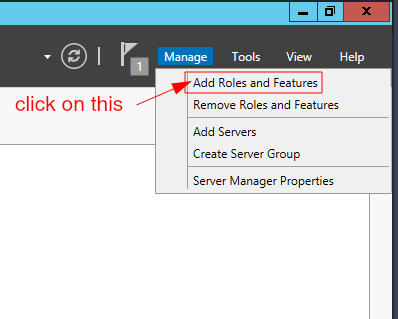 Manage Tools View Help
1
click on this
Add Roles and Features
Remove Roles and Features
Add Servers
Create Server Group
Server Manager Properties